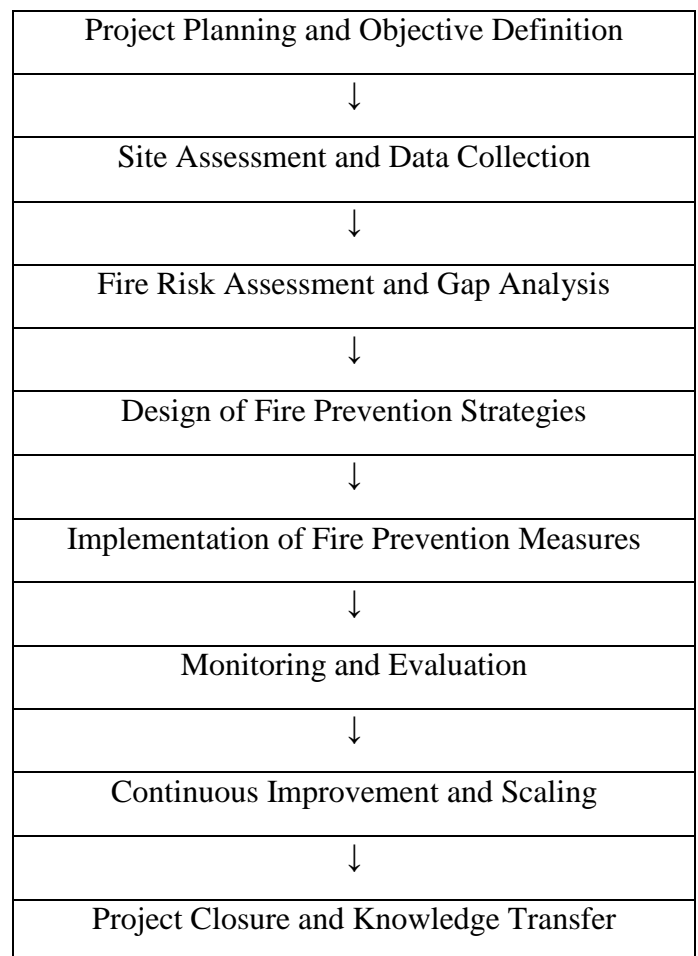 Project Planning and Objective Definition
↓
Site Assessment and Data Collection
↓
Fire Risk Assessment and Gap Analysis
↓
Design of Fire Prevention Strategies
↓
Implementation of Fire Prevention Measures
↓
Monitoring and Evaluation
↓
Continuous Improvement and Scaling
↓
Project Closure and Knowledge Transfer